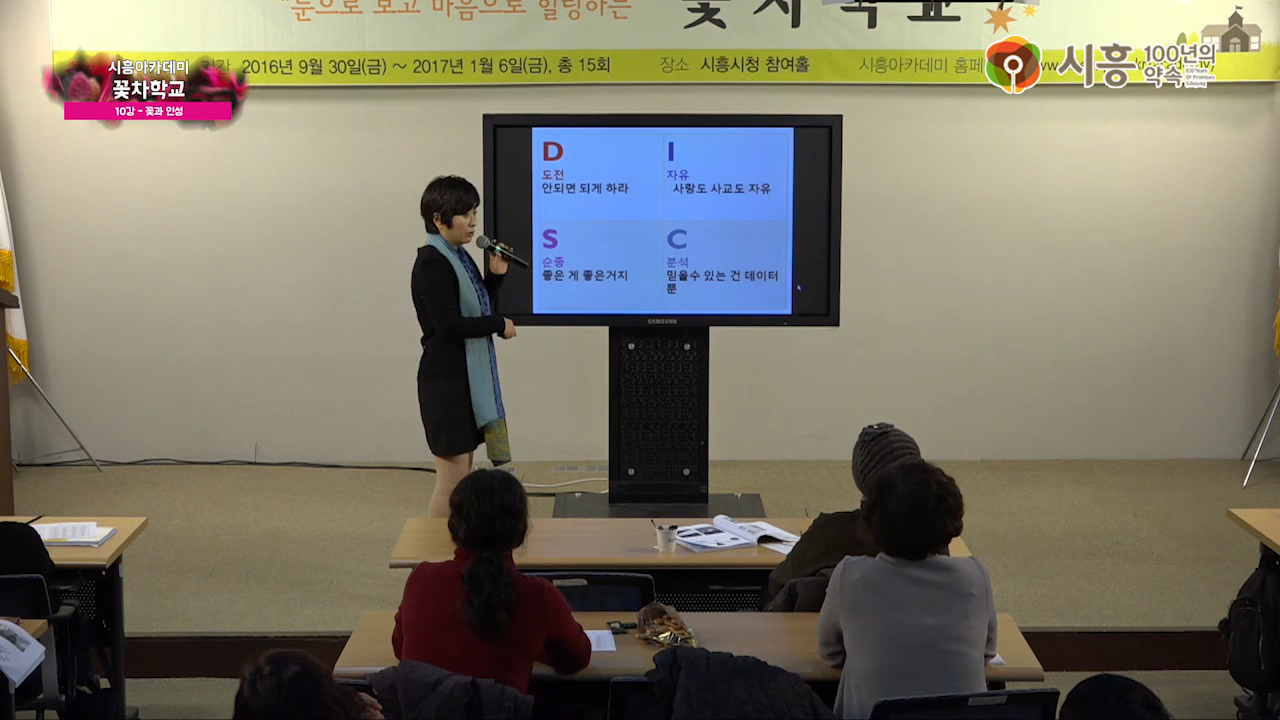 "눈으로 보고 마음으로 힐링하는
꽃차학교
2016년 9월 30일(금) ~ 2017년 1월 6일(금), 총 15회 장소 시흥시청 참여홀 시흥아카데미
시흥아카데미
꽃차학교
10강 - 꽃과 인성
시흥 100년의
약속
D
도전
안되면 되게 하라
I
자유
사랑도 사교도 자유
S
순종
좋은 게 좋은거지
C
분석
믿을수 있는 건 데이터
뿐
SAMSUNG